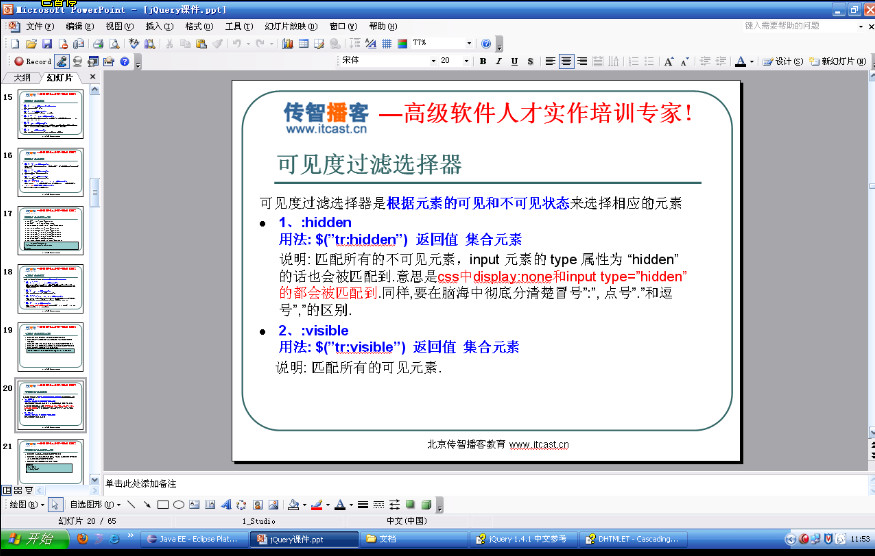 Microsoft PowerPoint - [jQuery课件.ppt]
文件(F) 编辑(E) 视图(V) 插入(I) 格式(O) 工具(T) 幻灯片放映(D) 窗口(W) 帮助(H) 键入需要帮助的问题
77%
Record 宋体 20 B I U S A A A 设计(S) 新幻灯片(N)
大纲 幻灯片
15
16
17
18
19
20
21
传智播客 —高级软件人才实作培训专家!
www.itcast.cn
可见度过滤选择器
可见度过滤选择器是根据元素的可见和不可见状态来选择相应的元素
● 1、:hidden
用法: $(”tr:hidden”) 返回值 集合元素
说明: 匹配所有的不可见元素，input 元素的 type 属性为 “hidden”
的话也会被匹配到.意思是css中display:none和input type=”hidden”
的都会被匹配到.同样,要在脑海中彻底分清楚冒号”:”, 点号”.”和逗
号”,”的区别.
● 2、:visible
用法: $(”tr:visible”) 返回值 集合元素
说明: 匹配所有的可见元素.
北京传智播客教育 www.itcast.cn
单击此处添加备注
绘图(R) 自选图形(U)
幻灯片 20 / 65 1_Studio 中文(中国)
开始 Java EE - Eclipse Plat... jQuery课件.ppt 文档 jQuery 1.4.1 中文参考 DHTMLET - Cascading... 11:53